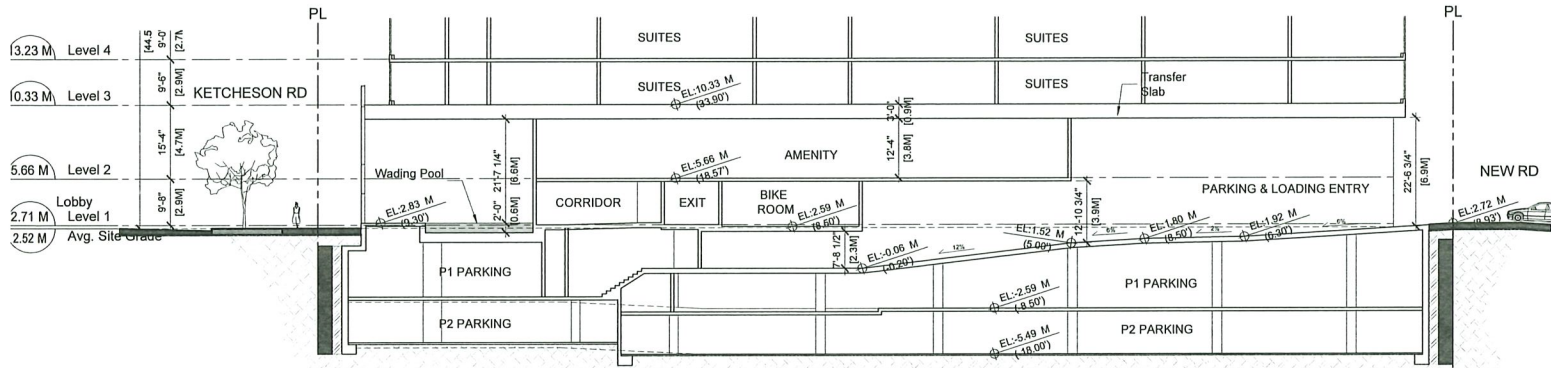 PL
PL
[44.5
9'-0"
[2.7M
13.23 M Level 4
SUITES
SUITES
9'-6"
[2.9M]
10.33 M Level 3
KETCHESON RD
SUITES
EL:10.33 M
(33.90')
SUITES
Transfer
Slab
3'-0"
[0.9M]
15'-4"
[4.7M]
21'-7 1/4"
[6.6M]
AMENITY
12'-4"
[3.8M]
22'-6 3/4"
[6.9M]
5.66 M Level 2
Wading Pool
EL:5.66 M
(18.57')
NEW RD
9'-8"
[2.9M]
CORRIDOR
EXIT
BIKE
ROOM
PARKING & LOADING ENTRY
12'-10 3/4"
[3.9M]
Lobby
2.71 M Level 1
EL:2.83 M
(9.30')
2'-0"
[0.6M]
EL:2.59 M
(8.50')
EL:1.52 M
(5.00')
6%
EL:1.80 M
(8.50')
2%
EL:1.92 M
(6.30')
6%
EL:2.72 M
(8.93')
2.52 M Avg. Site Grade
7'-8 1/2"
[2.3M]
EL:-0.06 M
(-0.20')
12%
P1 PARKING
EL:-2.59 M
(-8.50')
P1 PARKING
P2 PARKING
EL:-5.49 M
(-18.00')
P2 PARKING